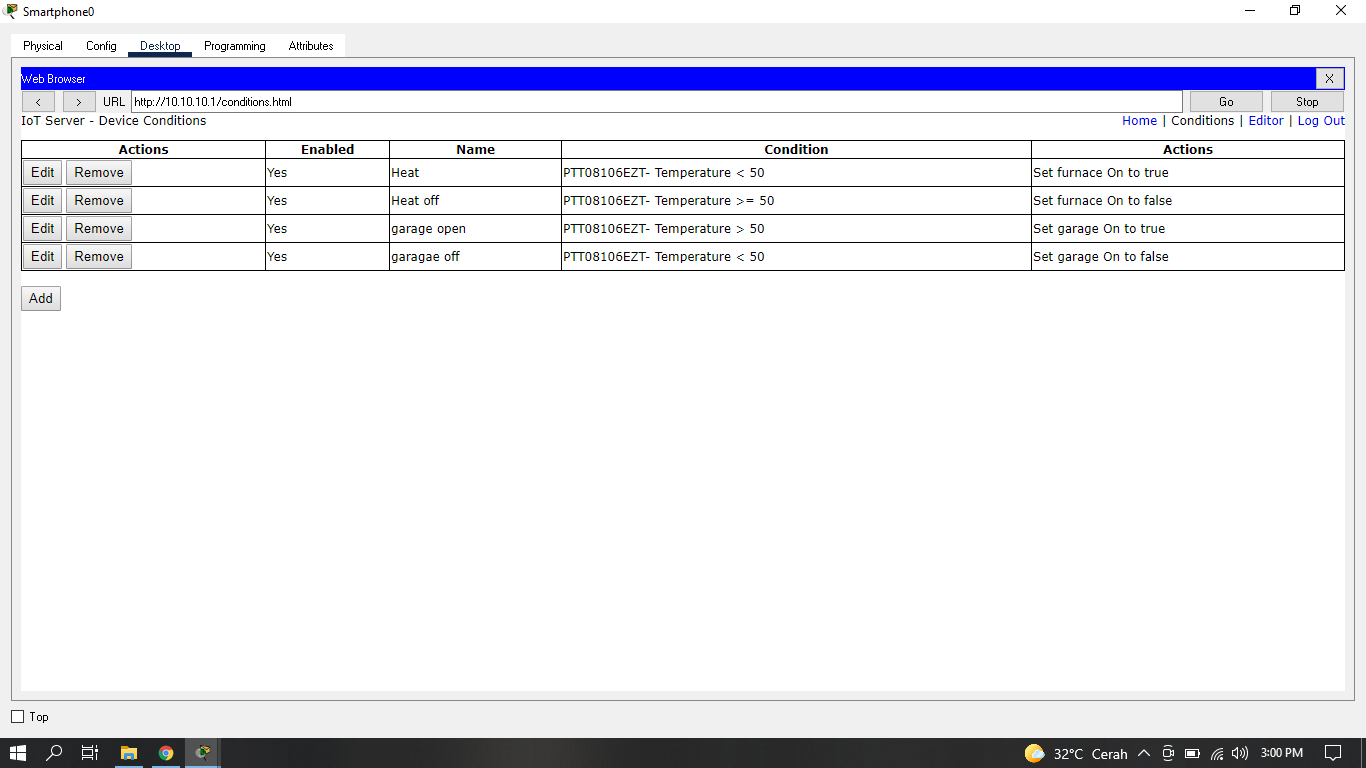 Smartphone0
Physical Config Desktop Programming Attributes
Web Browser X
< > URL http://10.10.10.1/conditions.html Go Stop
IoT Server - Device Conditions Home | Conditions | Editor | Log Out
Actions Enabled Name Condition Actions
Edit Remove Yes Heat PTT08106EZT- Temperature < 50 Set furnace On to true
Edit Remove Yes Heat off PTT08106EZT- Temperature >= 50 Set furnace On to false
Edit Remove Yes garage open PTT08106EZT- Temperature > 50 Set garage On to true
Edit Remove Yes garagae off PTT08106EZT- Temperature < 50 Set garage On to false
Add
Top
32°C Cerah 3:00 PM